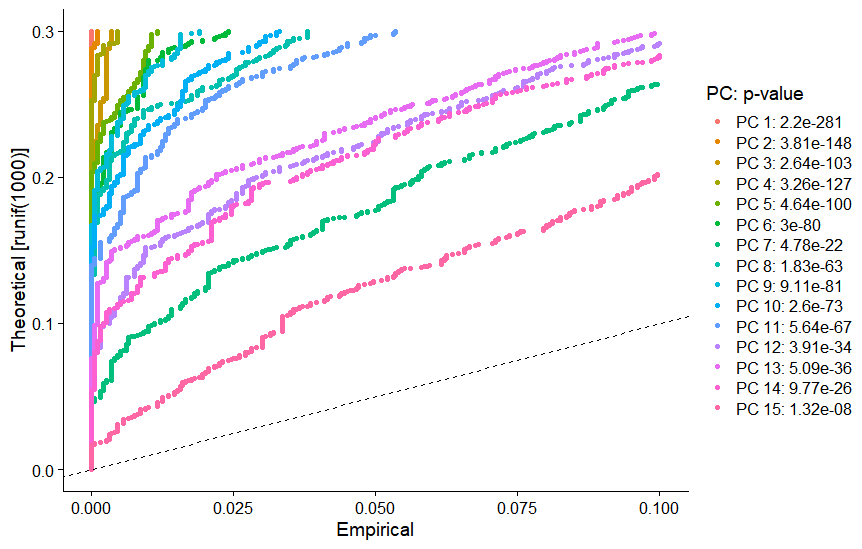 0.3
0.2
0.1
0.0
Theoretical [runif(1000)]
0.000 0.025 0.050 0.075 0.100
Empirical
PC: p-value
PC 1: 2.2e-281
PC 2: 3.81e-148
PC 3: 2.64e-103
PC 4: 3.26e-127
PC 5: 4.64e-100
PC 6: 3e-80
PC 7: 4.78e-22
PC 8: 1.83e-63
PC 9: 9.11e-81
PC 10: 2.6e-73
PC 11: 5.64e-67
PC 12: 3.91e-34
PC 13: 5.09e-36
PC 14: 9.77e-26
PC 15: 1.32e-08